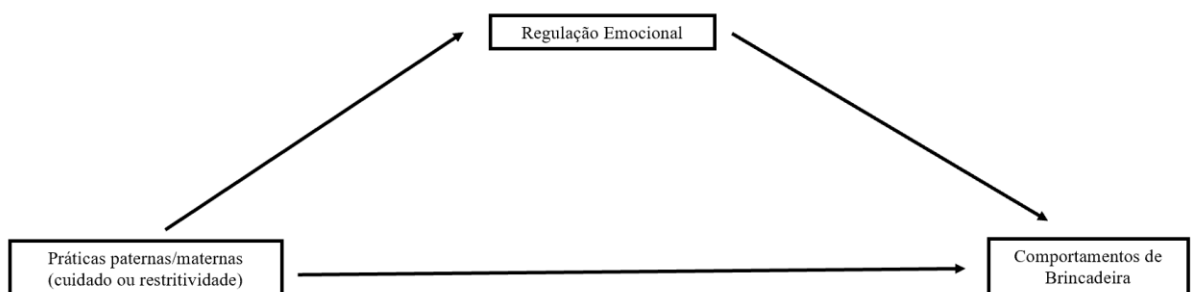 Regulação Emocional
Práticas paternas/maternas
(cuidado ou restritividade)
Comportamentos de
Brincadeira